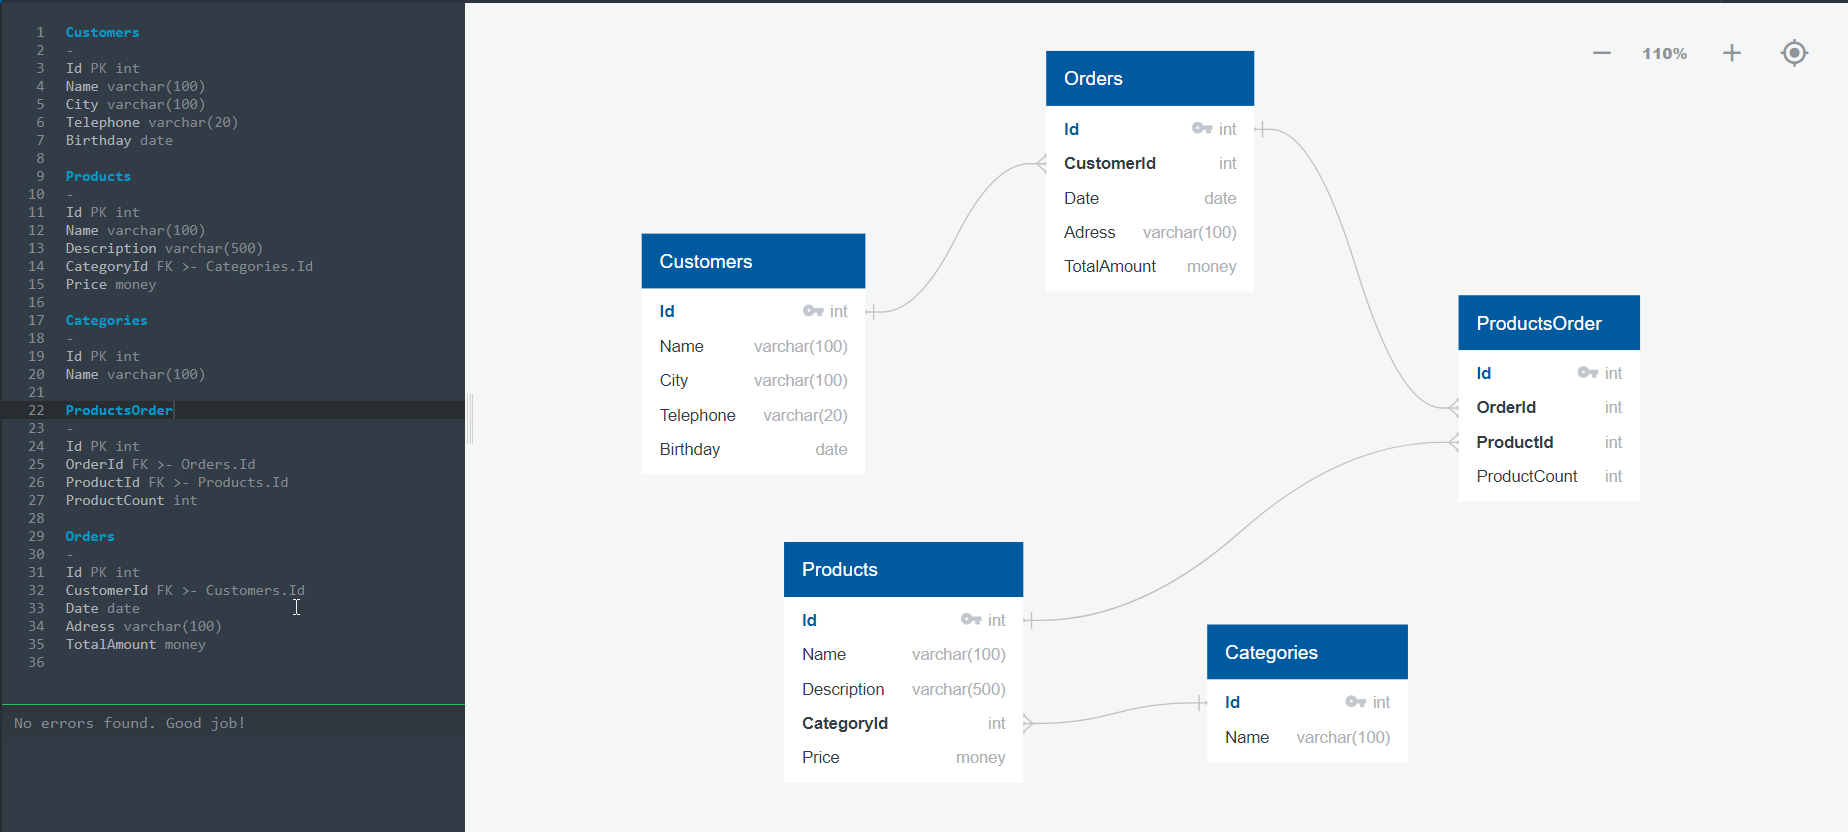 1 Customers
2 -
3 Id PK int
4 Name varchar(100)
5 City varchar(100)
6 Telephone varchar(20)
7 Birthday date
8
9 Products
10 -
11 Id PK int
12 Name varchar(100)
13 Description varchar(500)
14 CategoryId FK >- Categories.Id
15 Price money
16
17 Categories
18 -
19 Id PK int
20 Name varchar(100)
21
22 ProductsOrder
23 -
24 Id PK int
25 OrderId FK >- Orders.Id
26 ProductId FK >- Products.Id
27 ProductCount int
28
29 Orders
30 -
31 Id PK int
32 CustomerId FK >- Customers.Id
33 Date date
34 Adress varchar(100)
35 TotalAmount money
36
No errors found. Good job!
110%
Orders
Id int
CustomerId int
Date date
Adress varchar(100)
TotalAmount money
Customers
Id int
Name varchar(100)
City varchar(100)
Telephone varchar(20)
Birthday date
ProductsOrder
Id int
OrderId int
ProductId int
ProductCount int
Products
Id int
Name varchar(100)
Description varchar(500)
CategoryId int
Price money
Categories
Id int
Name varchar(100)